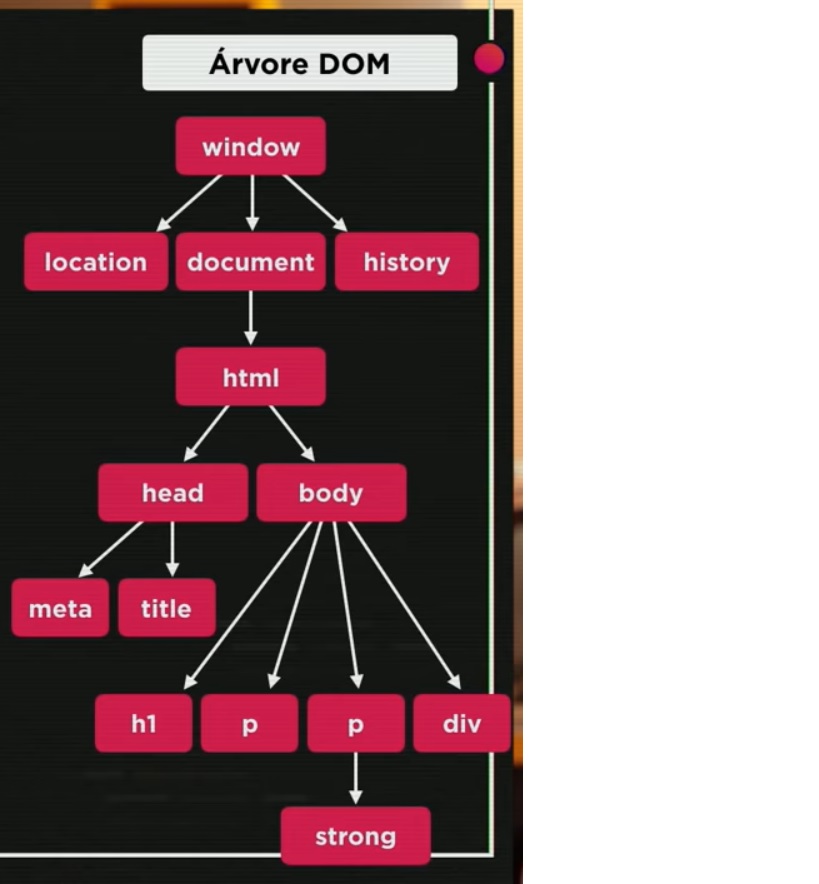 Árvore DOM
window
location
document
history
html
head
body
meta
title
h1
p
p
div
strong